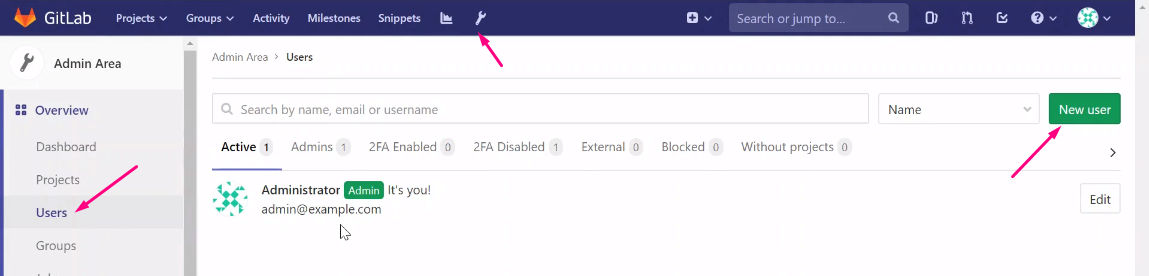 GitLab Projects Groups Activity Milestones Snippets Search or jump to...
Admin Area
Admin Area > Users
Overview
Search by name, email or username Name New user
Dashboard
Active 1 Admins 1 2FA Enabled 0 2FA Disabled 1 External 0 Blocked 0 Without projects 0
Projects
Administrator Admin It's you!
Users
admin@example.com
Edit
Groups